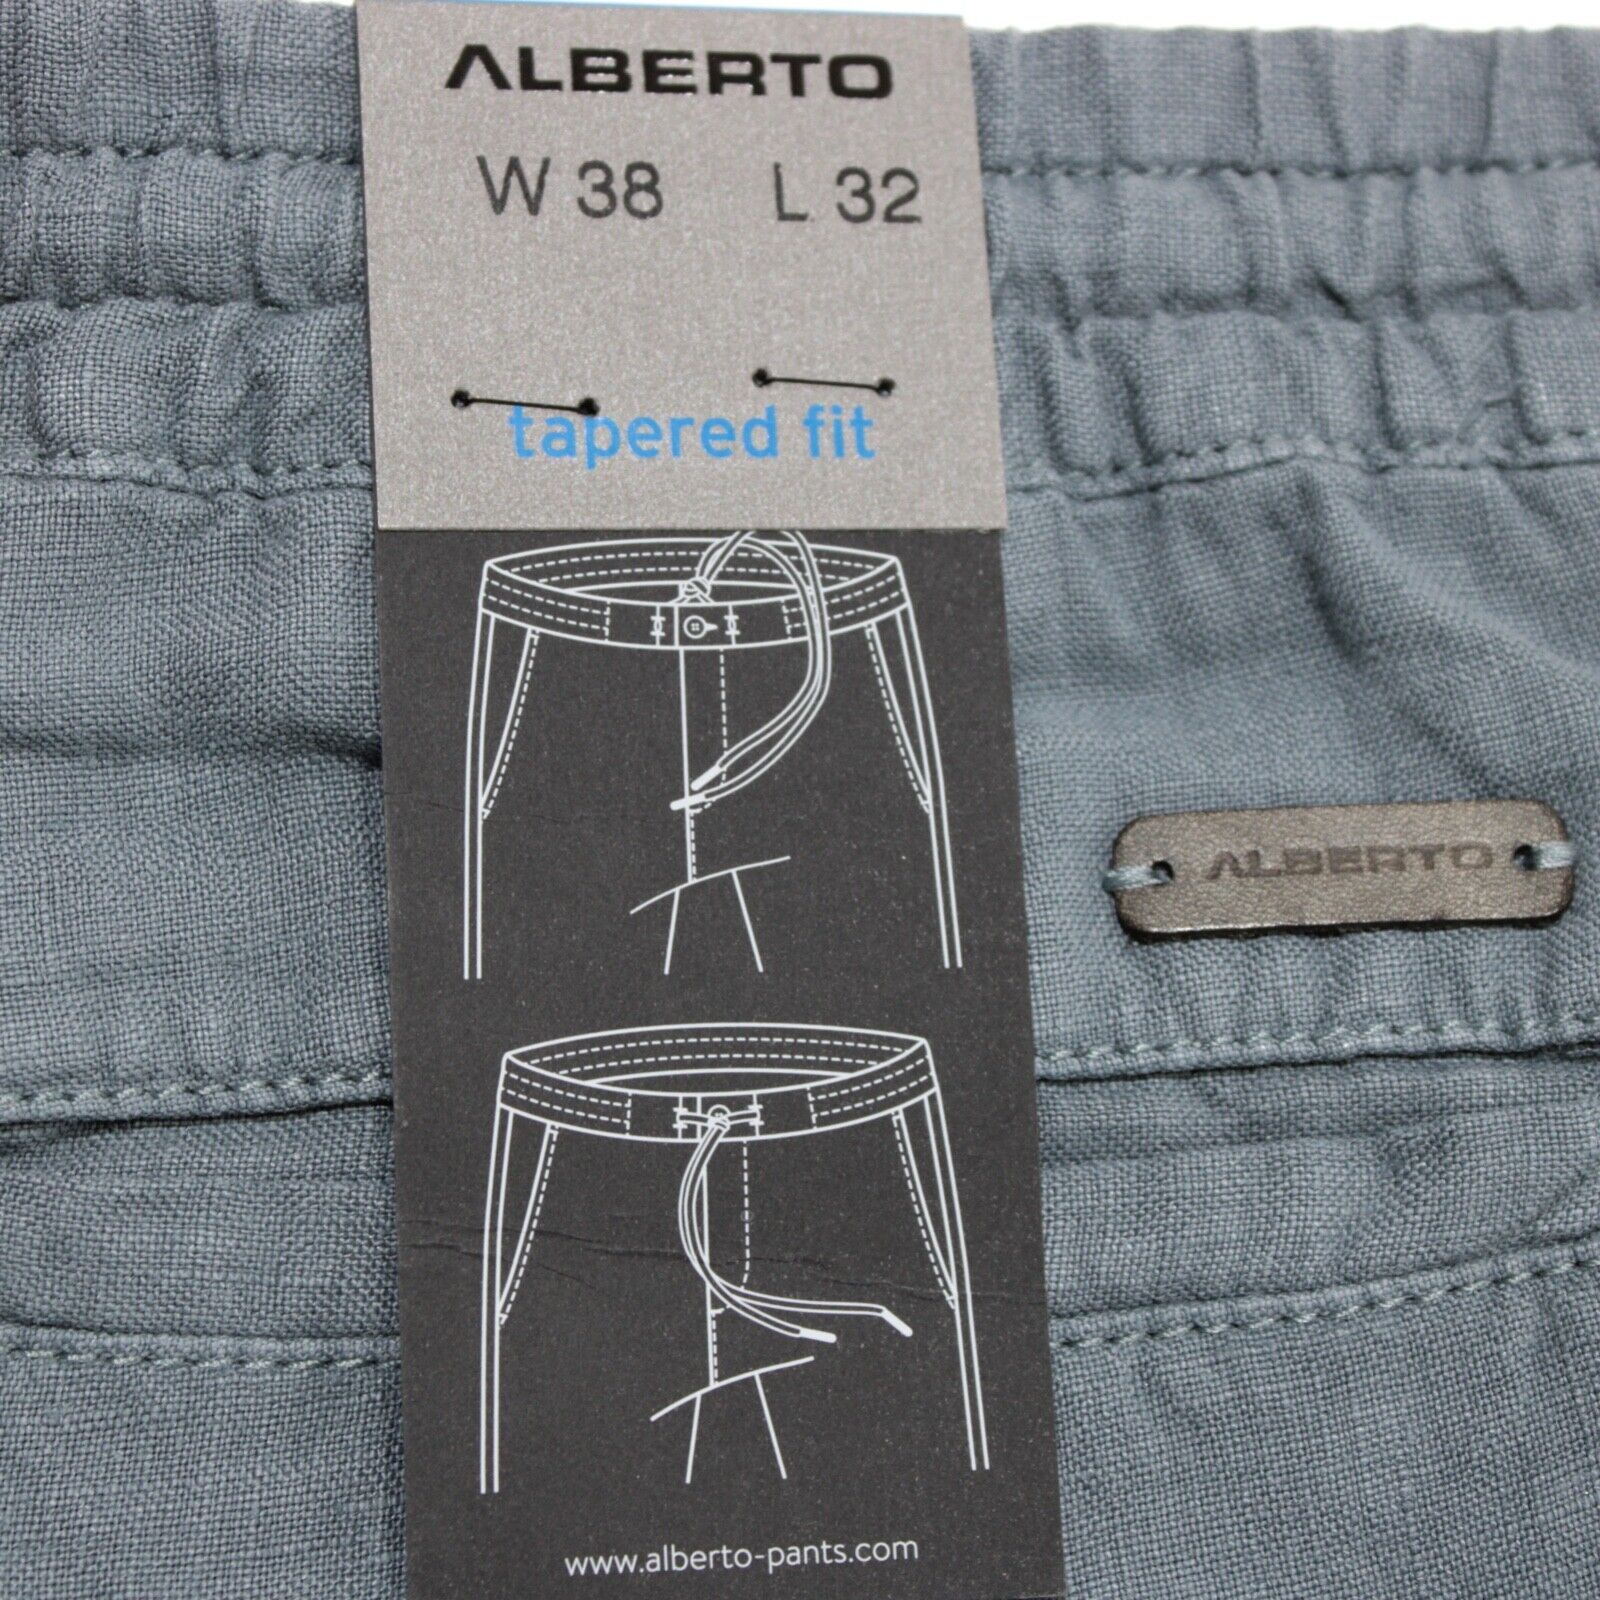 ALBERTO
W 38 L 32
tapered fit
ALBERTO
www.alberto-pants.com